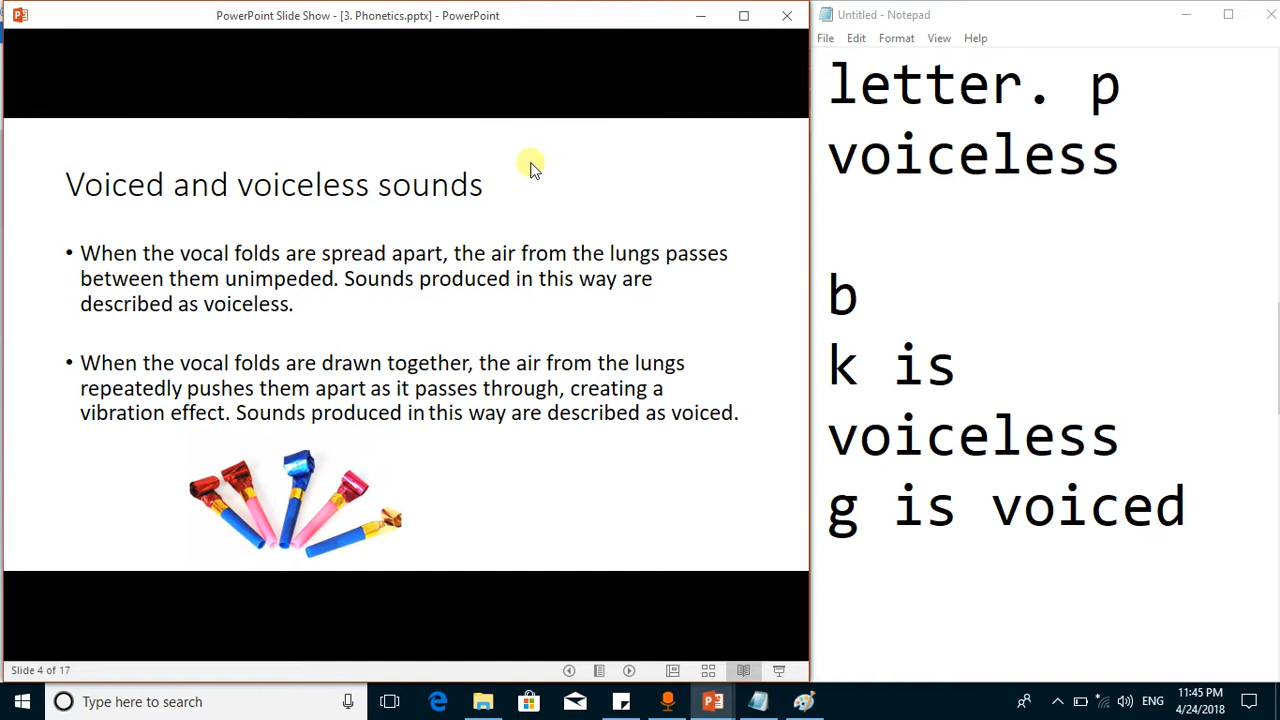 PowerPoint Slide Show - [3. Phonetics.pptx] - PowerPoint
Voiced and voiceless sounds
• When the vocal folds are spread apart, the air from the lungs passes
between them unimpeded. Sounds produced in this way are
described as voiceless.
• When the vocal folds are drawn together, the air from the lungs
repeatedly pushes them apart as it passes through, creating a
vibration effect. Sounds produced in this way are described as voiced.
Slide 4 of 17
Untitled - Notepad
File Edit Format View Help
letter. p
voiceless
b
k is
voiceless
g is voiced
Type here to search
ENG
11:45 PM
4/24/2018